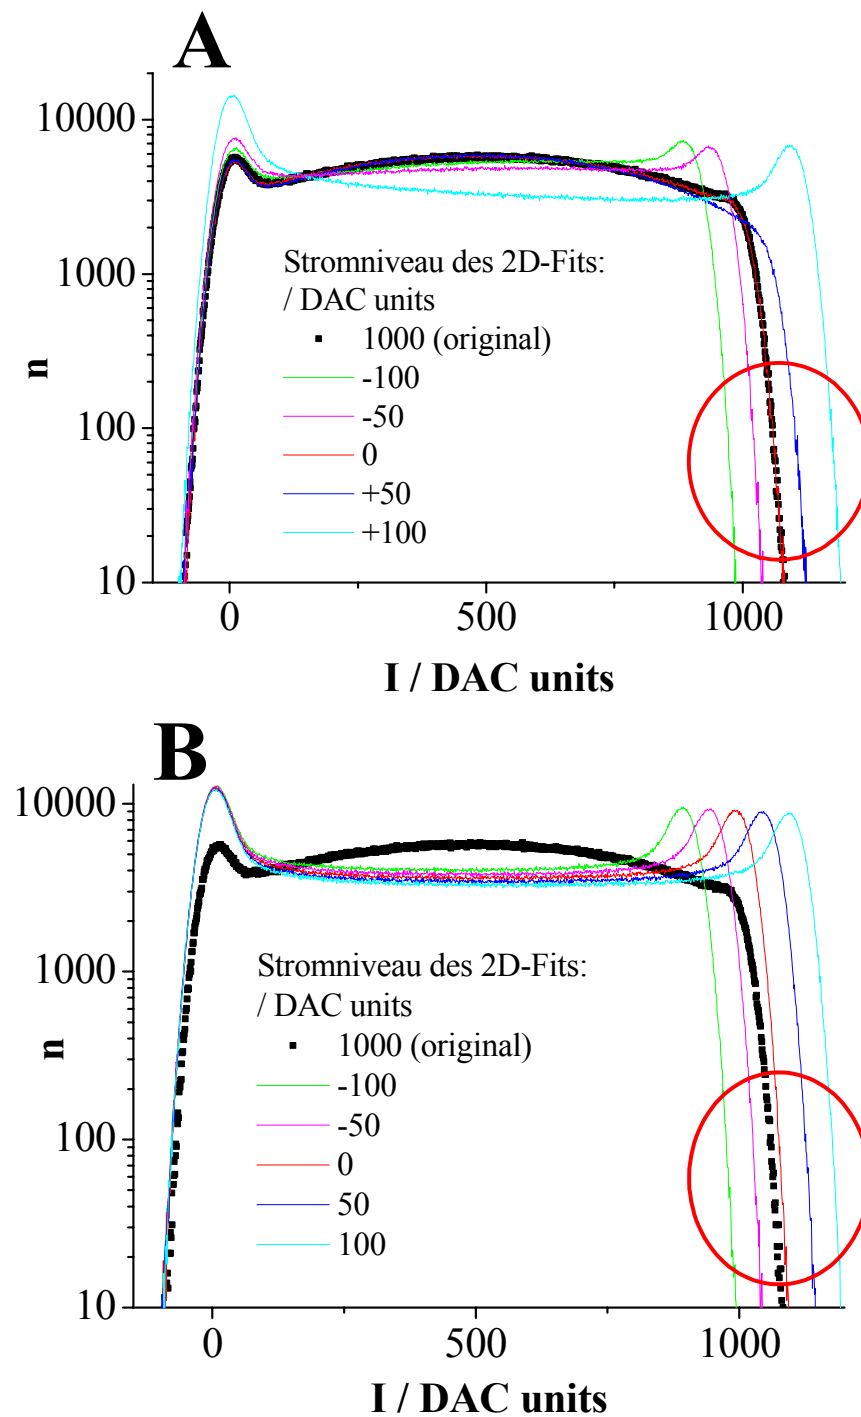 A
10000
1000
100
10
n
Stromniveau des 2D-Fits:
/ DAC units
1000 (original)
-100
-50
0
+50
+100
0
500
1000
I / DAC units
B
10000
1000
100
10
n
Stromniveau des 2D-Fits:
/ DAC units
1000 (original)
-100
-50
0
50
100
0
500
1000
I / DAC units